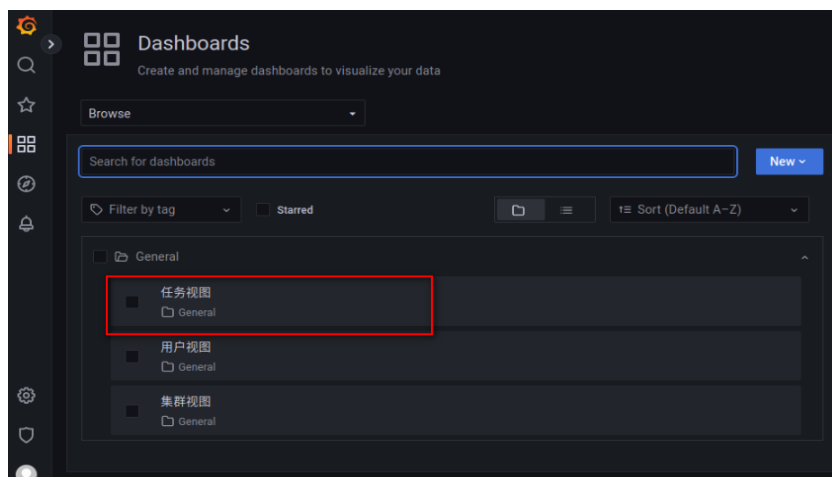 Dashboards
Create and manage dashboards to visualize your data
Browse
Search for dashboards
New
Filter by tag
Starred
Sort (Default A–Z)
General
任务视图
General
用户视图
General
集群视图
General